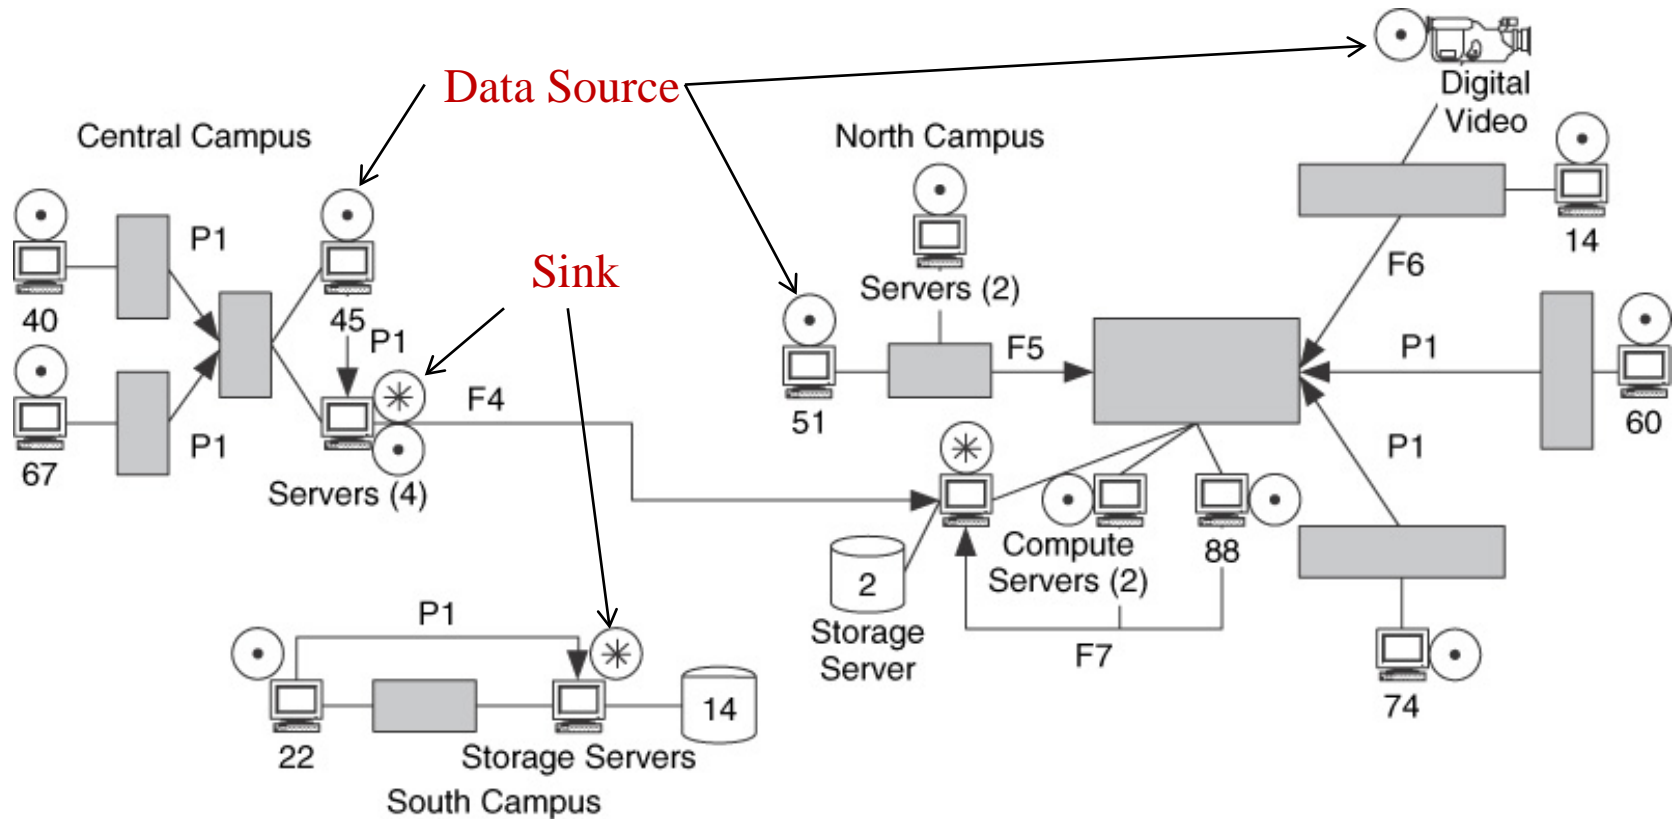 Data Source
Digital
Video
Central Campus
North Campus
14
P1
F6
Sink
Servers (2)
40
45
P1
F5
P1
60
51
F4
P1
P1
67
Servers (4)
Compute
Servers (2)
88
2
Storage
Server
F7
P1
74
14
22
Storage Servers
South Campus